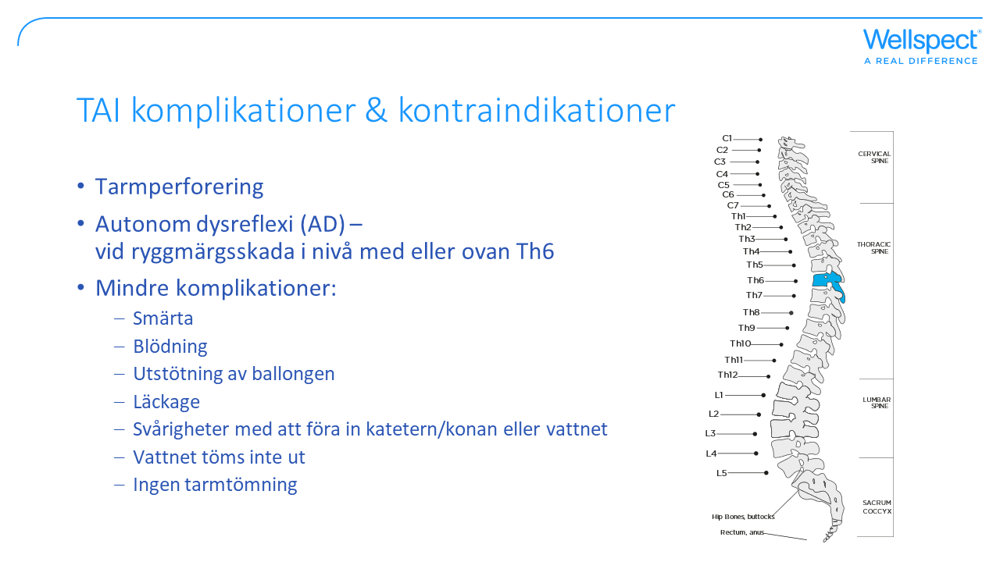 Wellspect®
A REAL DIFFERENCE
TAI komplikationer & kontraindikationer
• Tarmperforering
• Autonom dysreflexi (AD) –
vid ryggmärgsskada i nivå med eller ovan Th6
• Mindre komplikationer:
– Smärta
– Blödning
– Utstötning av ballongen
– Läckage
– Svårigheter med att föra in katetern/konan eller vattnet
– Vattnet töms inte ut
– Ingen tarmtömning
C1
C2
C3
C4
C5
C6
C7
Th1
Th2
Th3
Th4
Th5
Th6
Th7
Th8
Th9
Th10
Th11
Th12
L1
L2
L3
L4
L5
Hip Bones, buttocks
Rectum, anus
CERVICAL
SPINE
THORACIC
SPINE
LUMBAR
SPINE
SACRUM
COCCYX